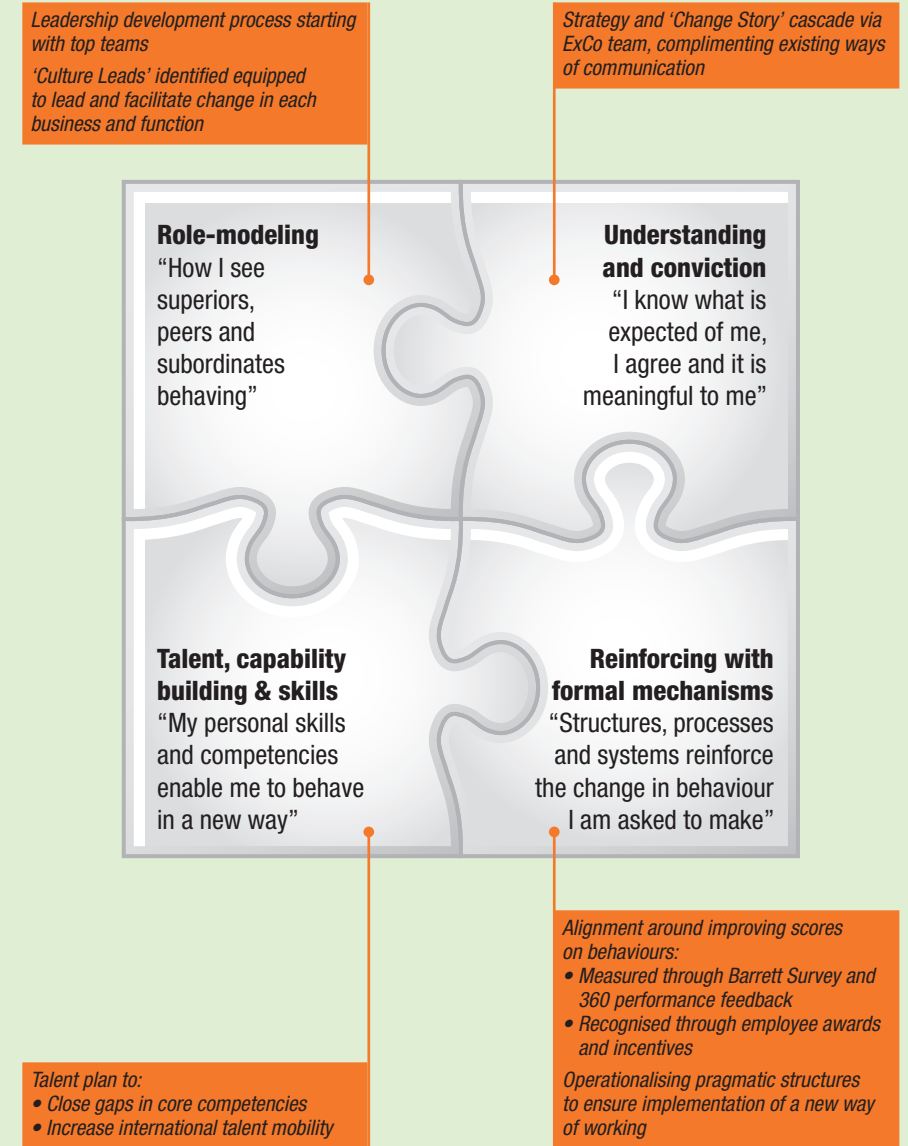 Leadership development process starting
with top teams
‘Culture Leads’ identified equipped
to lead and facilitate change in each
business and function
Strategy and ‘Change Story’ cascade via
ExCo team, complimenting existing ways
of communication
Role-modeling
“How I see
superiors,
peers and
subordinates
behaving”
Understanding
and conviction
“I know what is
expected of me,
I agree and it is
meaningful to me”
Talent, capability
building & skills
“My personal skills
and competencies
enable me to behave
in a new way”
Reinforcing with
formal mechanisms
“Structures, processes
and systems reinforce
the change in behaviour
I am asked to make”
Talent plan to:
• Close gaps in core competencies
• Increase international talent mobility
Alignment around improving scores
on behaviours:
• Measured through Barrett Survey and
360 performance feedback
• Recognised through employee awards
and incentives
Operationalising pragmatic structures
to ensure implementation of a new way
of working